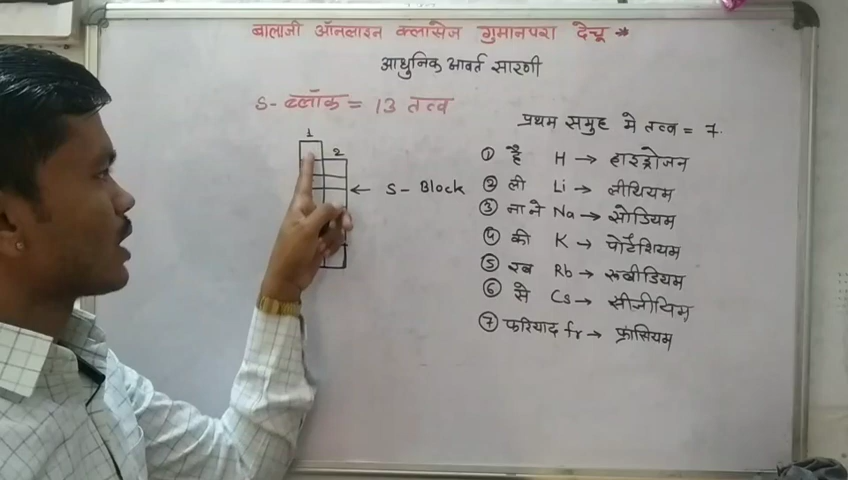 बालाजी ऑनलाइन क्लासेज गुमानपुरा देचू *
आधुनिक आवर्त सारणी
S- ब्लॉक = 13 तत्व
1
2
← S- Block
प्रथम समुह मे तत्व = 7.
① है H → हाइड्रोजन
② ली Li → लीथियम
③ ना ने Na → सोडियम
④ की K → पोटैशियम
⑤ रब Rb → रूबीडियम
⑥ से Cs → सीजीयिम
⑦ फरियाद fr → फ्रांसियम